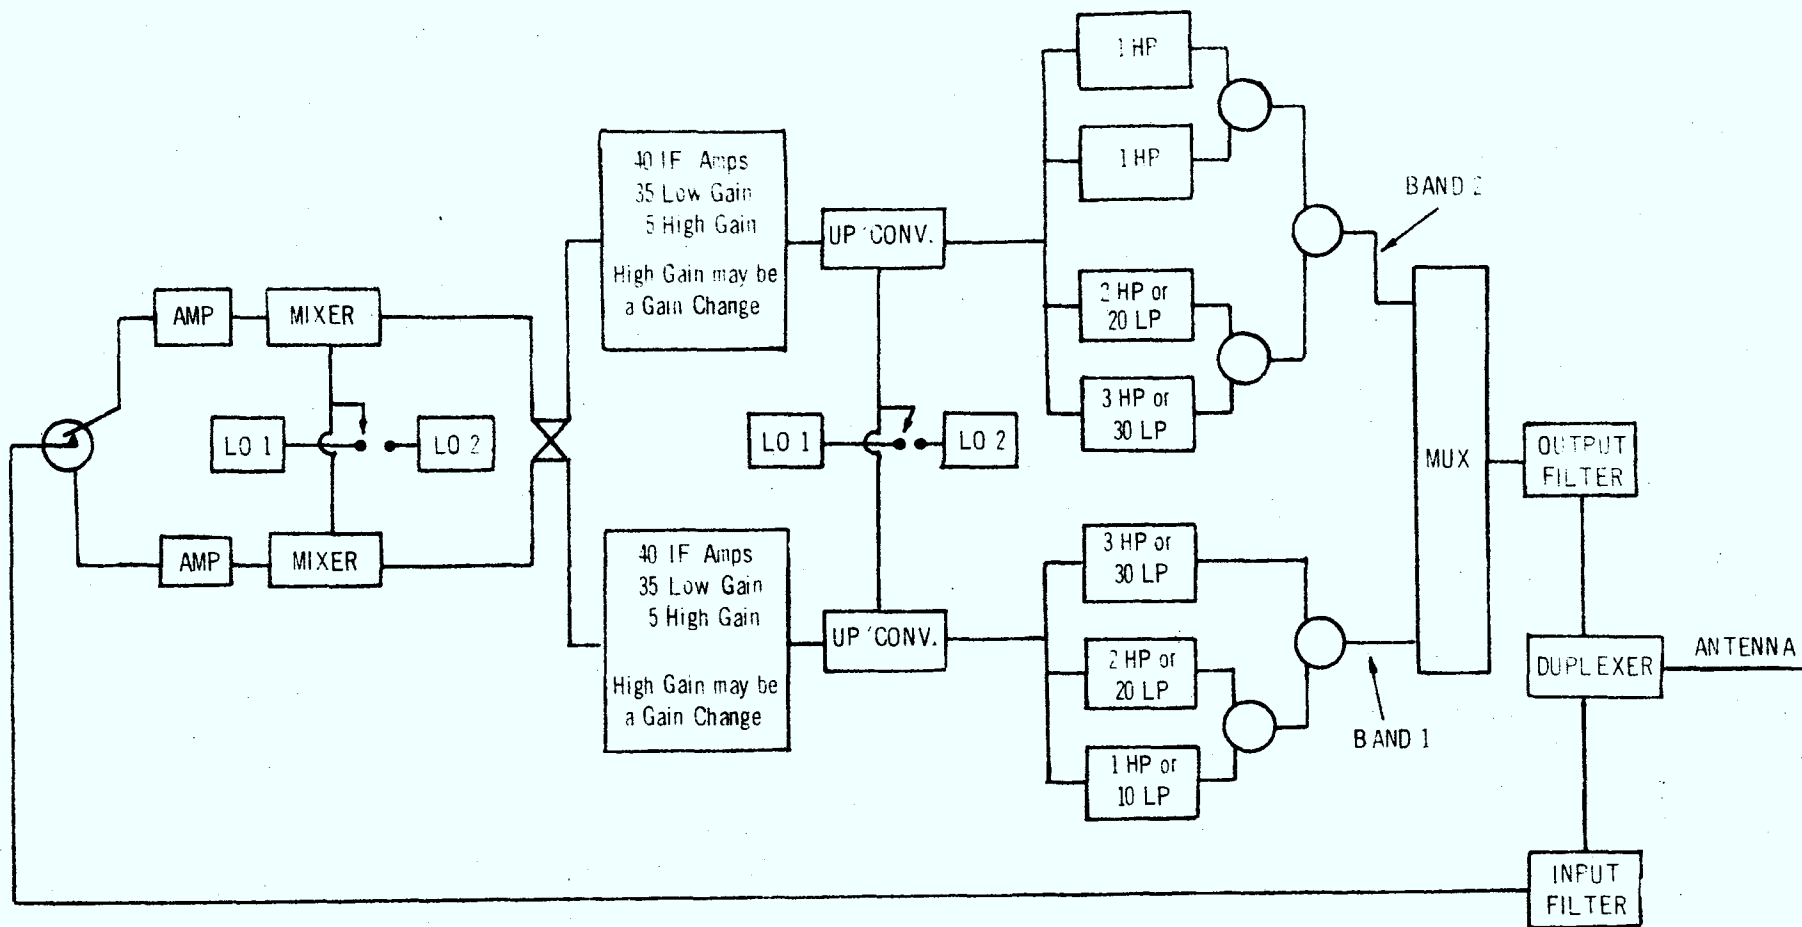 1 HP
1 HP
40 IF Amps
35 Low Gain
5 High Gain
High Gain may be
a Gain Change
UP CONV.
BAND 2
2 HP or
20 LP
3 HP or
30 LP
AMP
MIXER
LO 1
LO 2
LO 1
LO 2
MUX
OUTPUT
FILTER
AMP
MIXER
40 IF Amps
35 Low Gain
5 High Gain
High Gain may be
a Gain Change
UP CONV.
3 HP or
30 LP
2 HP or
20 LP
1 HP or
10 LP
BAND 1
DUPLEXER
ANTENNA
INPUT
FILTER